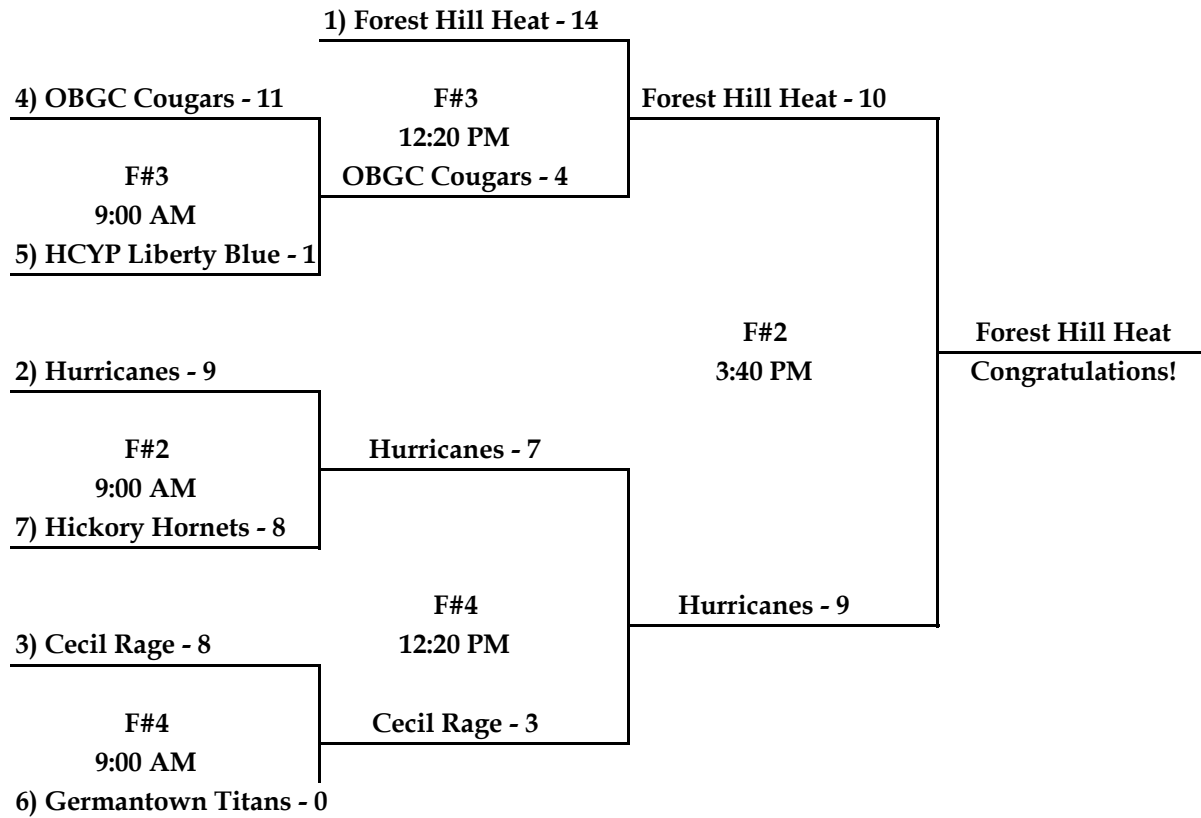 1) Forest Hill Heat - 14
4) OBGC Cougars - 11
F#3
Forest Hill Heat - 10
12:20 PM
F#3
OBGC Cougars - 4
9:00 AM
5) HCYP Liberty Blue - 1
F#2
Forest Hill Heat
2) Hurricanes - 9
3:40 PM
Congratulations!
F#2
Hurricanes - 7
9:00 AM
7) Hickory Hornets - 8
F#4
Hurricanes - 9
3) Cecil Rage - 8
12:20 PM
F#4
Cecil Rage - 3
9:00 AM
6) Germantown Titans - 0